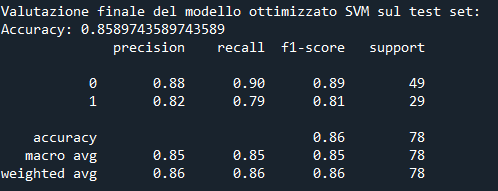 Valutazione finale del modello ottimizzato SVM sul test set:
Accuracy: 0.8589743589743589
precision recall f1-score support
0 0.88 0.90 0.89 49
1 0.82 0.79 0.81 29
accuracy 0.86 78
macro avg 0.85 0.85 0.85 78
weighted avg 0.86 0.86 0.86 78